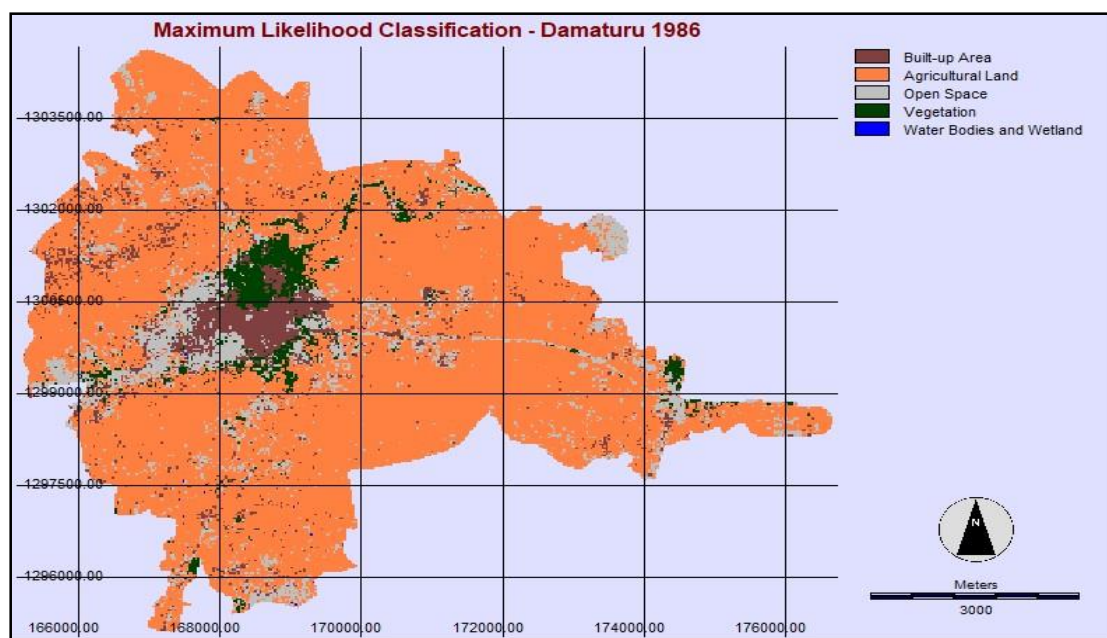 Maximum Likelihood Classification - Damaturu 1986
Built-up Area
Agricultural Land
Open Space
Vegetation
Water Bodies and Wetland
1303500.00
1302000.00
1300500.00
1299000.00
1297500.00
1296000.00
N
Meters
3000
166000.00 168000.00 170000.00 172000.00 174000.00 176000.00